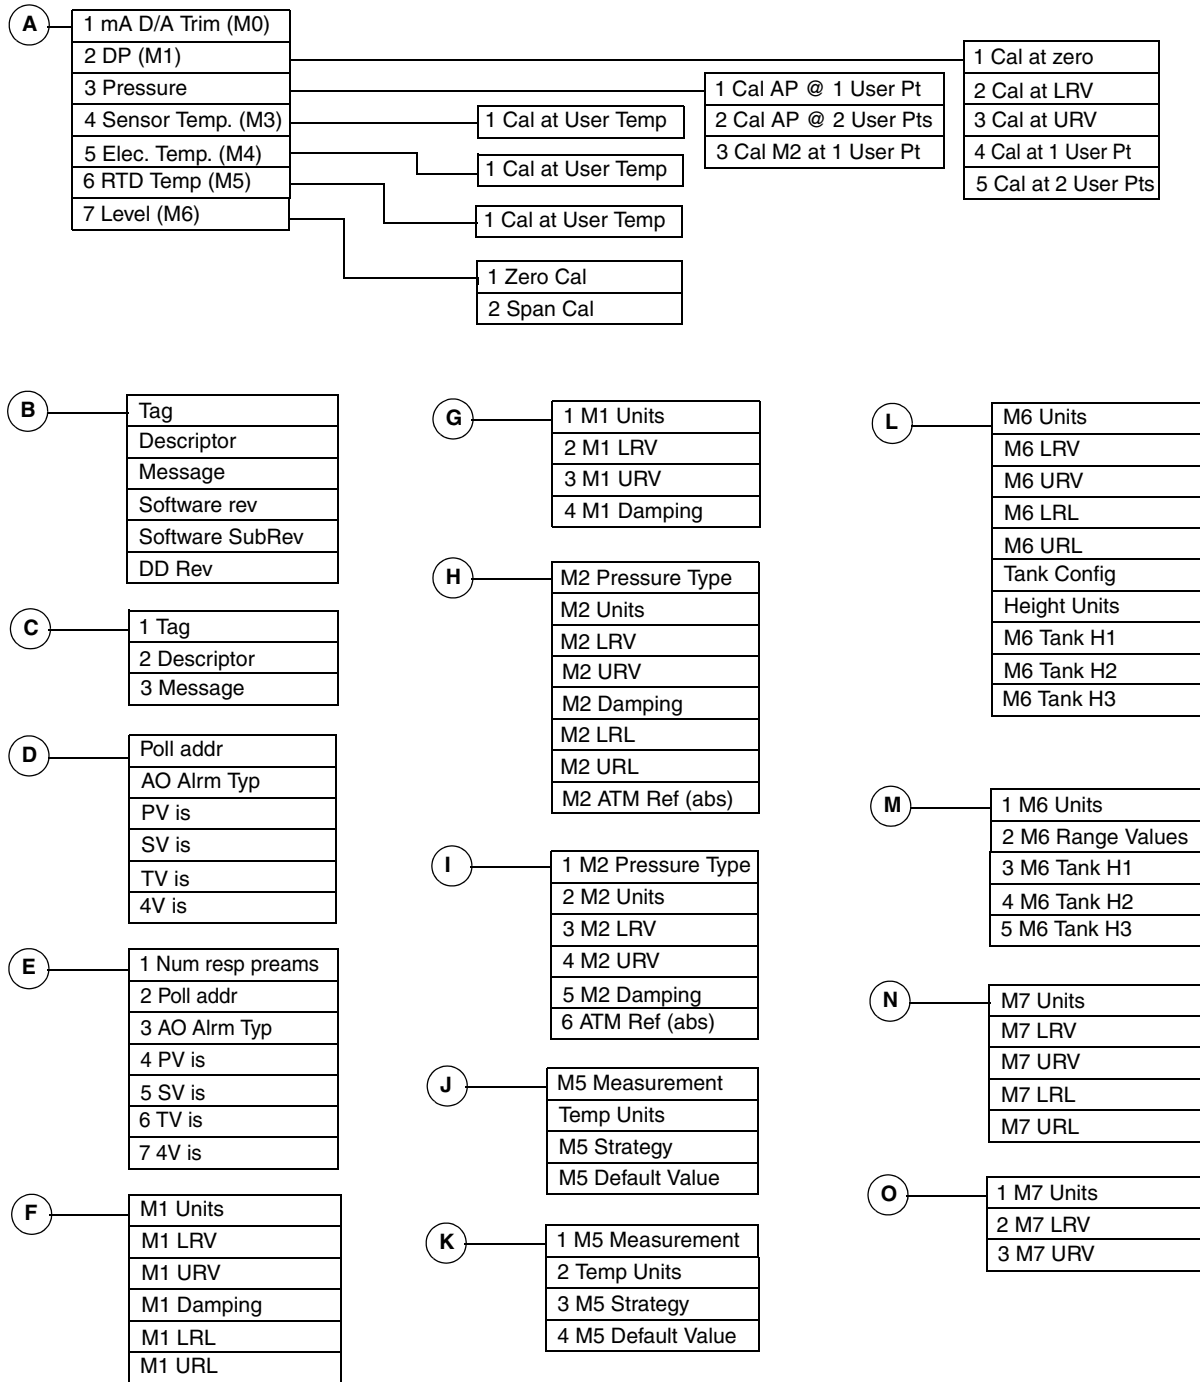 A
1 mA D/A Trim (M0)
2 DP (M1)
3 Pressure
4 Sensor Temp. (M3)
5 Elec. Temp. (M4)
6 RTD Temp (M5)
7 Level (M6)
1 Cal at User Temp
1 Cal at User Temp
1 Cal at User Temp
1 Zero Cal
2 Span Cal
1 Cal AP @ 1 User Pt
2 Cal AP @ 2 User Pts
3 Cal M2 at 1 User Pt
1 Cal at zero
2 Cal at LRV
3 Cal at URV
4 Cal at 1 User Pt
5 Cal at 2 User Pts
B
Tag
Descriptor
Message
Software rev
Software SubRev
DD Rev
C
1 Tag
2 Descriptor
3 Message
D
Poll addr
AO Alrm Typ
PV is
SV is
TV is
4V is
E
1 Num resp preams
2 Poll addr
3 AO Alrm Typ
4 PV is
5 SV is
6 TV is
7 4V is
F
M1 Units
M1 LRV
M1 URV
M1 Damping
M1 LRL
M1 URL
G
1 M1 Units
2 M1 LRV
3 M1 URV
4 M1 Damping
H
M2 Pressure Type
M2 Units
M2 LRV
M2 URV
M2 Damping
M2 LRL
M2 URL
M2 ATM Ref (abs)
I
1 M2 Pressure Type
2 M2 Units
3 M2 LRV
4 M2 URV
5 M2 Damping
6 ATM Ref (abs)
J
M5 Measurement
Temp Units
M5 Strategy
M5 Default Value
K
1 M5 Measurement
2 Temp Units
3 M5 Strategy
4 M5 Default Value
L
M6 Units
M6 LRV
M6 URV
M6 LRL
M6 URL
Tank Config
Height Units
M6 Tank H1
M6 Tank H2
M6 Tank H3
M
1 M6 Units
2 M6 Range Values
3 M6 Tank H1
4 M6 Tank H2
5 M6 Tank H3
N
M7 Units
M7 LRV
M7 URV
M7 LRL
M7 URL
O
1 M7 Units
2 M7 LRV
3 M7 URV